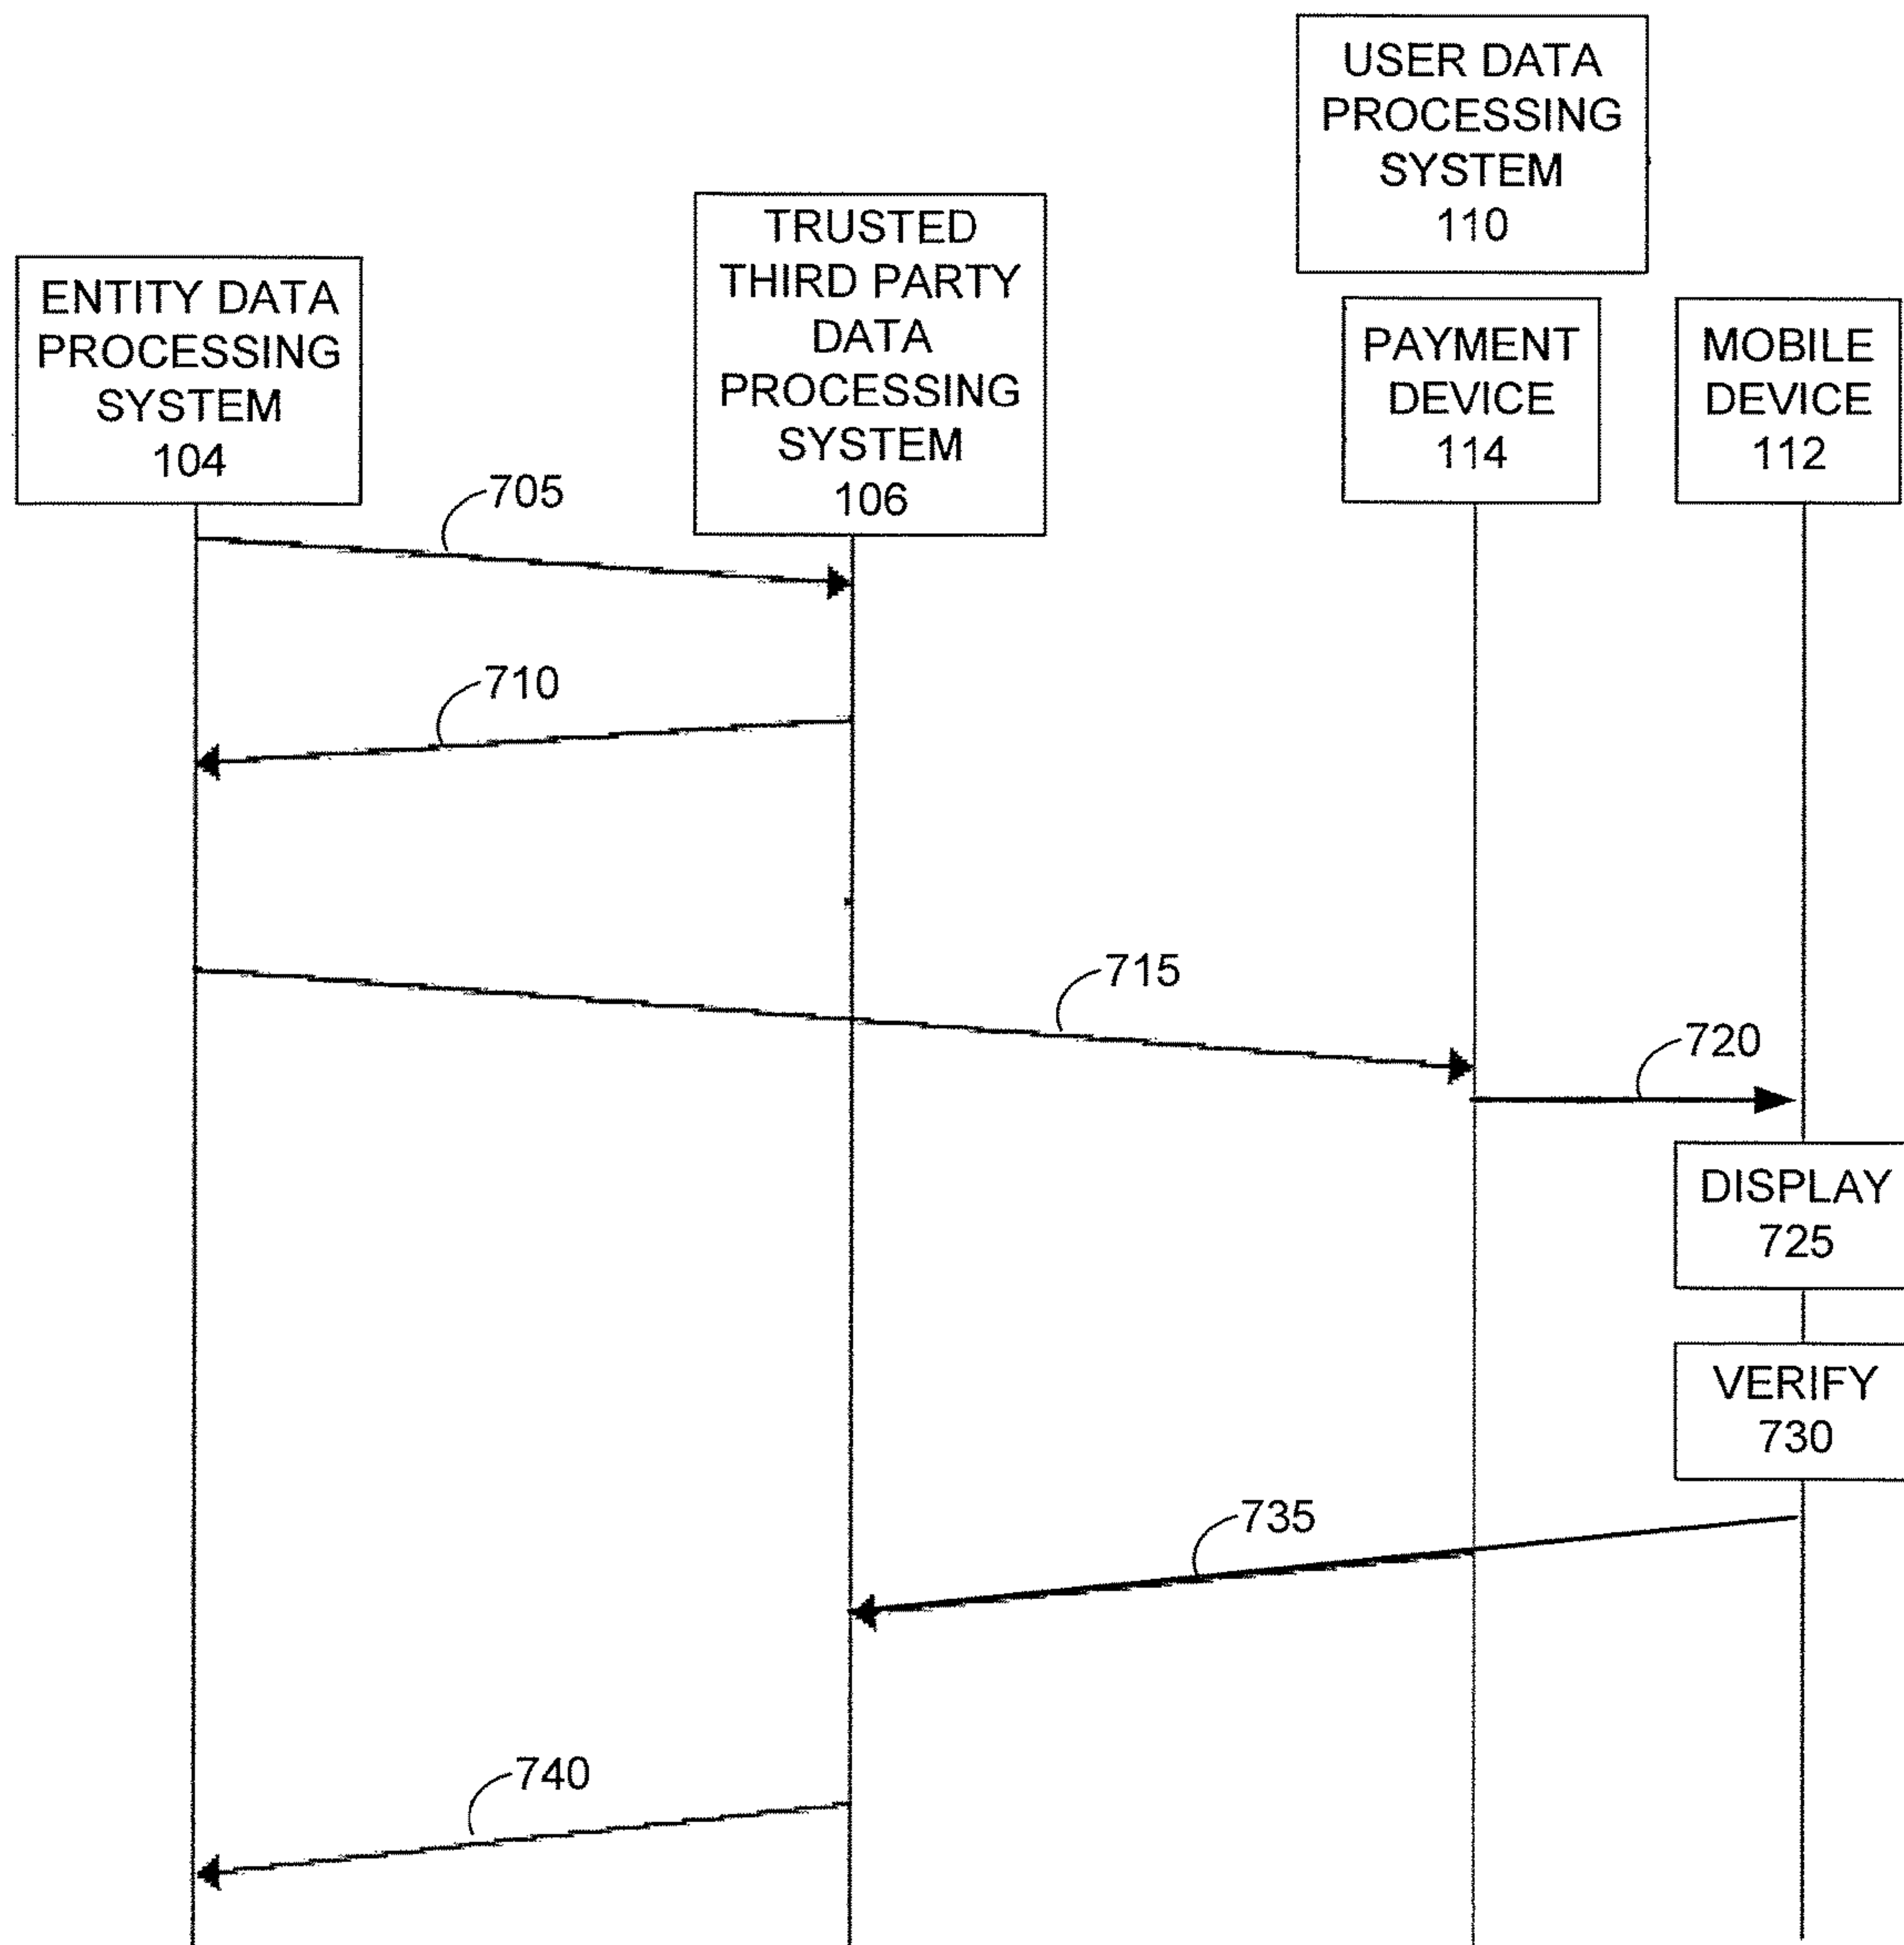 USER DATA
PROCESSING
SYSTEM
110
TRUSTED
THIRD PARTY
DATA
PROCESSING
SYSTEM
106
ENTITY DATA
PROCESSING
SYSTEM
104
PAYMENT
DEVICE
114
MOBILE
DEVICE
112
705
710
715
720
DISPLAY
725
VERIFY
730
735
740